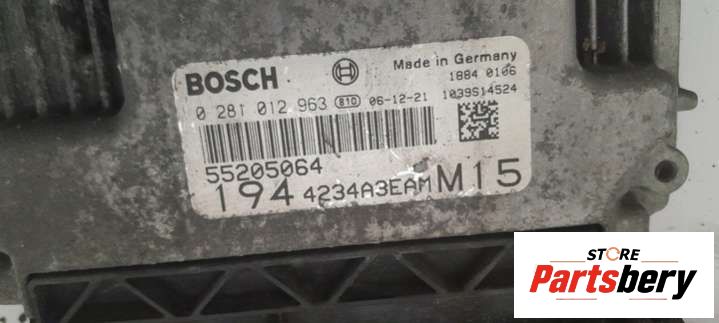 BOSCH
Made in Germany
1884 0106
0 281 012 963 810 06-12-21 1039S14524
55205064
194 4234A3EAM M15
STORE
Partsbery